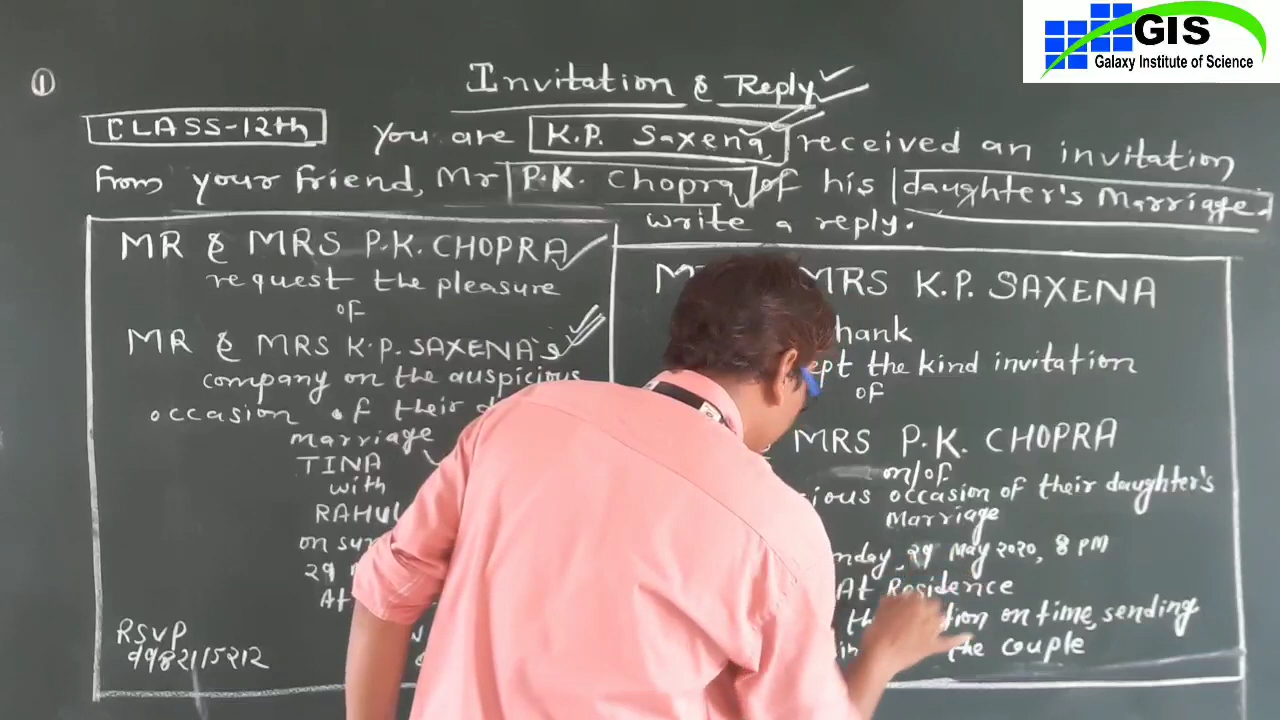 GIS
Galaxy Institute of Science
1
Invitation & Reply
CLASS-12th
You are K.P. Saxena, received an invitation
from your friend, Mr P.K. Chopra of his daughter's Marriage.
write a reply.
MR & MRS P.K. CHOPRA
request the pleasure
of
MR & MRS K.P. SAXENA's
company on the auspicious
occasion of their
marriage
TINA
with
RAHUL
on
29
At
RSVP
9982115212
MRS K.P. SAXENA
the kind invitation
of
MRS P.K. CHOPRA
on/of
occasion of their daughter's
Marriage
29 May 2020, 8 PM
At Residence
on time, sending
the couple